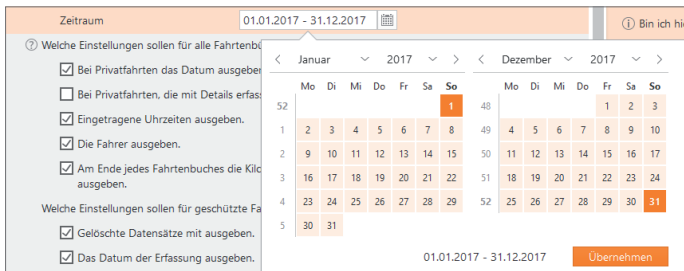 Zeitraum 01.01.2017 - 31.12.2017 Bin ich hi
Welche Einstellungen sollen für alle Fahrtenbü
Bei Privatfahrten das Datum ausgeben
Bei Privatfahrten, die mit Details erfass
Eingetragene Uhrzeiten ausgeben.
Die Fahrer ausgeben.
Am Ende jedes Fahrtenbuches die Kilo
ausgeben.
Welche Einstellungen sollen für geschützte Fa
Gelöschte Datensätze mit ausgeben.
Das Datum der Erfassung ausgeben.
Januar 2017
Mo Di Mi Do Fr Sa So
52 1
1 2 3 4 5 6 7 8
2 9 10 11 12 13 14 15
3 16 17 18 19 20 21 22
4 23 24 25 26 27 28 29
5 30 31
Dezember 2017
Mo Di Mi Do Fr Sa So
48 1 2 3
49 4 5 6 7 8 9 10
50 11 12 13 14 15 16 17
51 18 19 20 21 22 23 24
52 25 26 27 28 29 30 31
01.01.2017 - 31.12.2017 Übernehmen